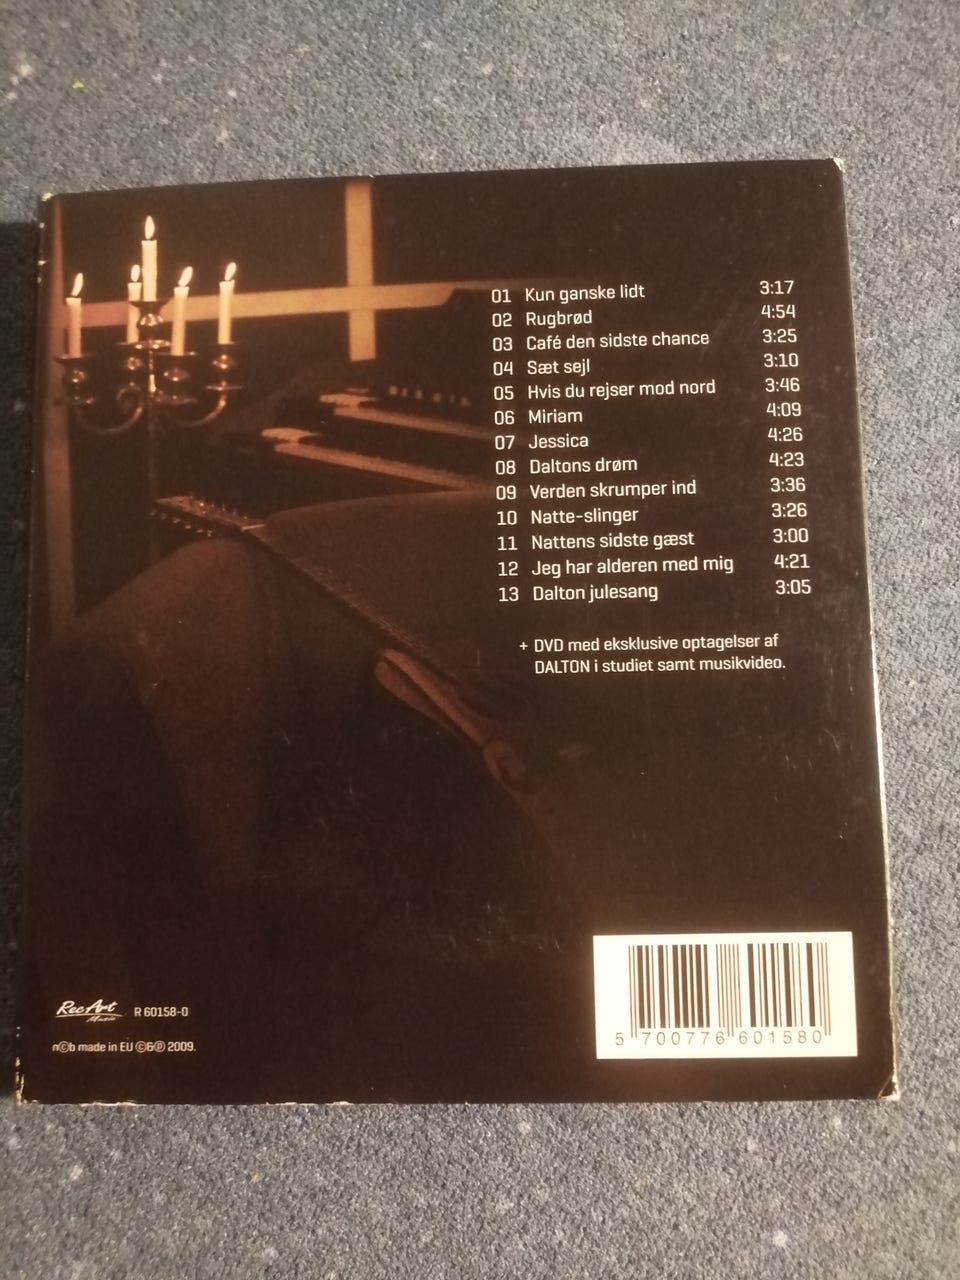 01 Kun ganske lidt 3:17
02 Rugbrød 4:54
03 Café den sidste chance 3:25
04 Sæt sejl 3:10
05 Hvis du rejser mod nord 3:46
06 Miriam 4:09
07 Jessica 4:26
08 Daltons drøm 4:23
09 Verden skrumper ind 3:36
10 Natte-slinger 3:26
11 Nattens sidste gæst 3:00
12 Jeg har alderen med mig 4:21
13 Dalton julesang 3:05
+ DVD med eksklusive optagelser af
DALTON i studiet samt musikvideo.
RecArt Music R 60158-0
n©b made in EU ©&℗ 2009.
5 700776 601580